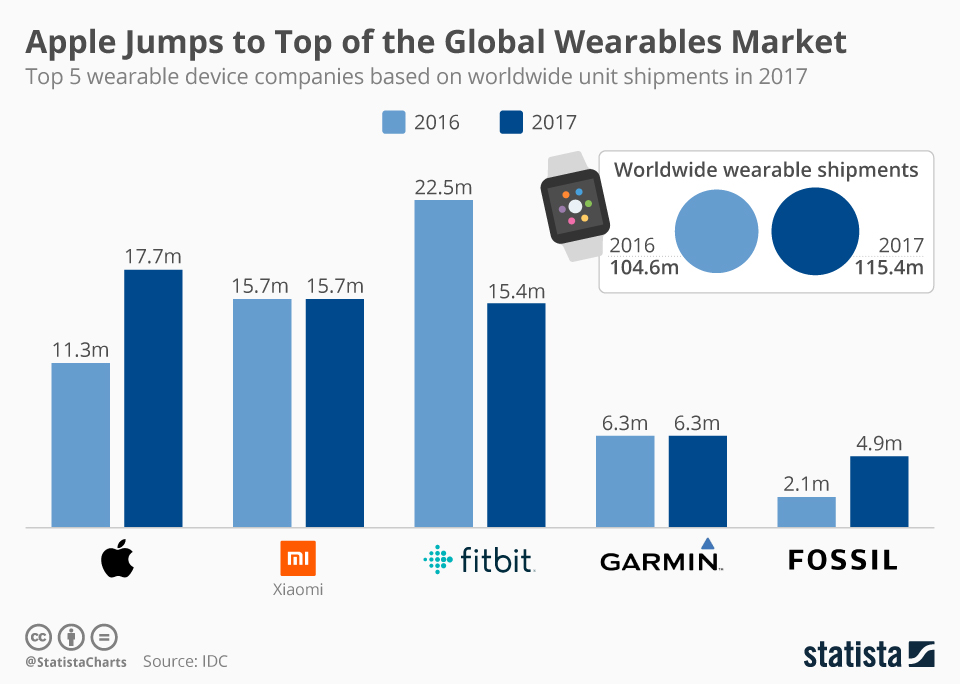 Apple Jumps to Top of the Global Wearables Market
Top 5 wearable device companies based on worldwide unit shipments in 2017
2016 2017
Worldwide wearable shipments
2016 2017
104.6m 115.4m
11.3m 17.7m 15.7m 15.7m 22.5m 15.4m 6.3m 6.3m 2.1m 4.9m
mi fitbit GARMIN FOSSIL
Xiaomi
cc
@StatistaCharts Source: IDC
statista